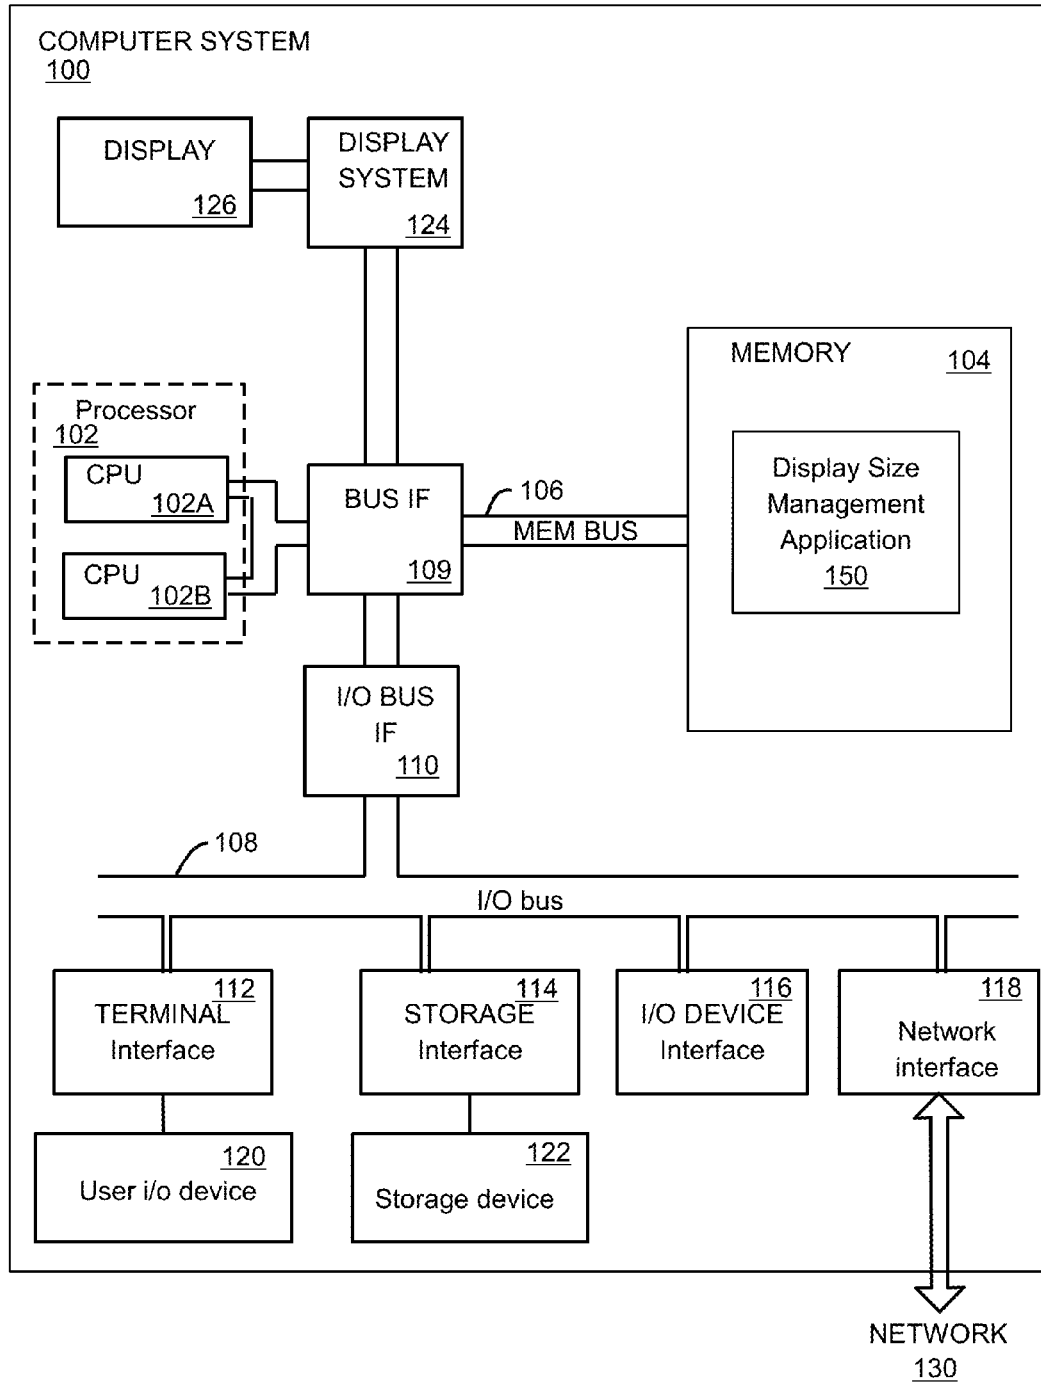 COMPUTER SYSTEM
100
DISPLAY
126
DISPLAY
SYSTEM
124
MEMORY
104
Display Size
Management
Application
150
Processor
102
CPU
102A
CPU
102B
BUS IF
109
106
MEM BUS
I/O BUS
IF
110
108
I/O bus
112
TERMINAL
Interface
114
STORAGE
Interface
116
I/O DEVICE
Interface
118
Network
interface
120
User i/o device
122
Storage device
NETWORK
130